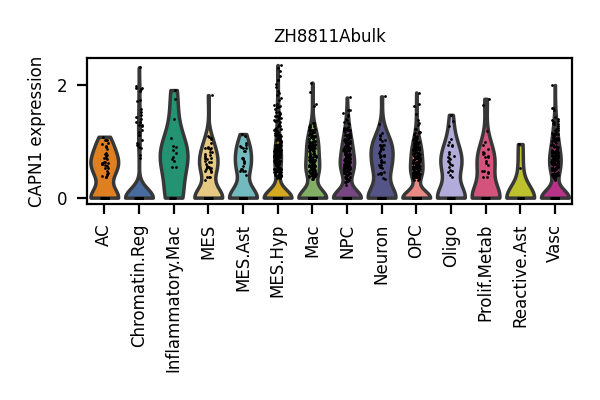 ZH8811Abulk
CAPN1 expression
2
0
AC
Chromatin.Reg
Inflammatory.Mac
MES
MES.Ast
MES.Hyp
Mac
NPC
Neuron
OPC
Oligo
Prolif.Metab
Reactive.Ast
Vasc